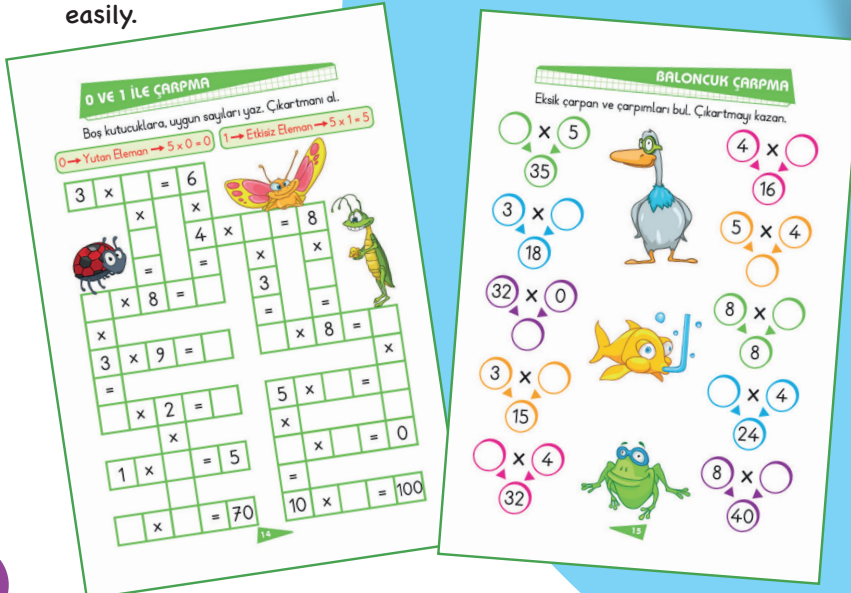 easily.
0 VE 1 İLE ÇARPMA
Boş kutucuklara, uygun sayıları yaz. Çıkartmanı al.
0 → Yutan Eleman → 5 x 0 = 0
1 → Etkisiz Eleman → 5 x 1 = 5
3 x = 6
x x
4 x = 8
= = x x
3
x 8 = = =
x x 8 =
3 x 9 = x
= 5 x =
x 2 = x
x x = 0
1 x = 5 =
10 x = 100
x = 70
14
BALONCUK ÇARPMA
Eksik çarpan ve çarpımları bul. Çıkartmayı kazan.
x 5
35
3 x
18
32 x 0
3 x
15
x 4
32
4 x
16
5 x 4
8 x
8
x 4
24
8 x
40
15